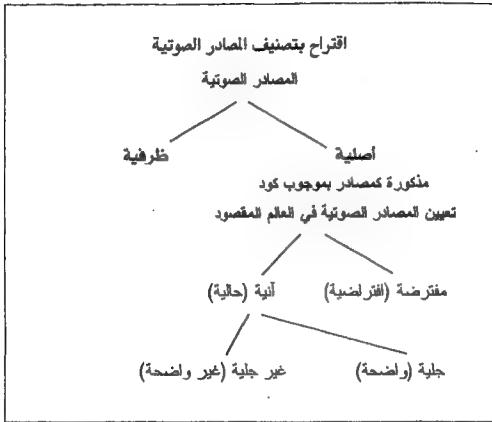 اقتراح بتصنيف المصادر الصوتية
المصادر الصوتية
أصلية ظرفية
مذكورة كمصادر بموجوب كود
تعيين المصادر الصوتية في العالم المقصود
مفترضة (افتراضية) آنية (حالية)
جلية (واضحة) غير جلية (غير واضحة)